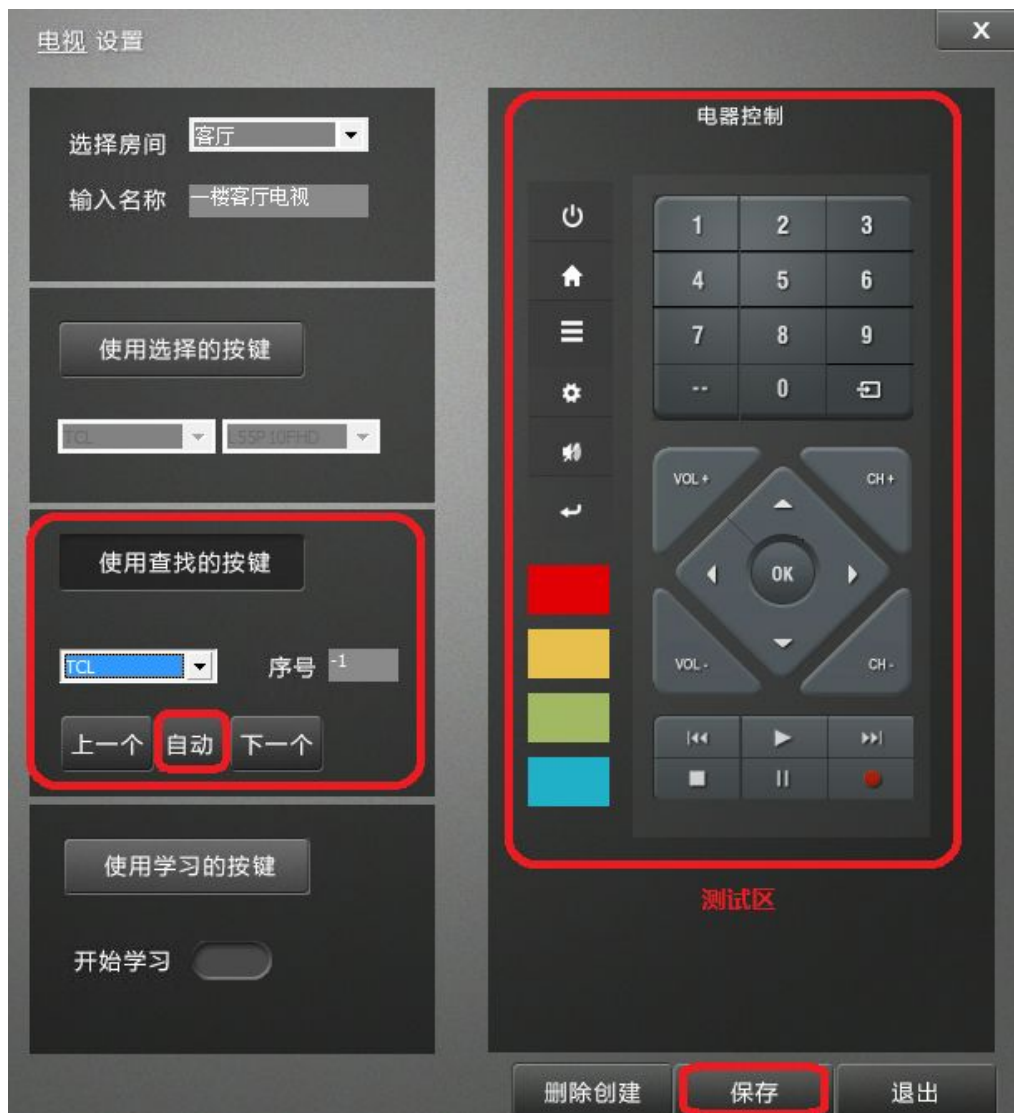 电视 设置
X
选择房间 客厅
输入名称 一楼客厅电视
使用选择的按键
TCL L55P10FHD
使用查找的按键
TCL 序号 -1
上一个 自动 下一个
使用学习的按键
开始学习
电器控制
1 2 3
4 5 6
7 8 9
-- 0
VOL + CH +
OK
VOL - CH -
测试区
删除创建 保存 退出